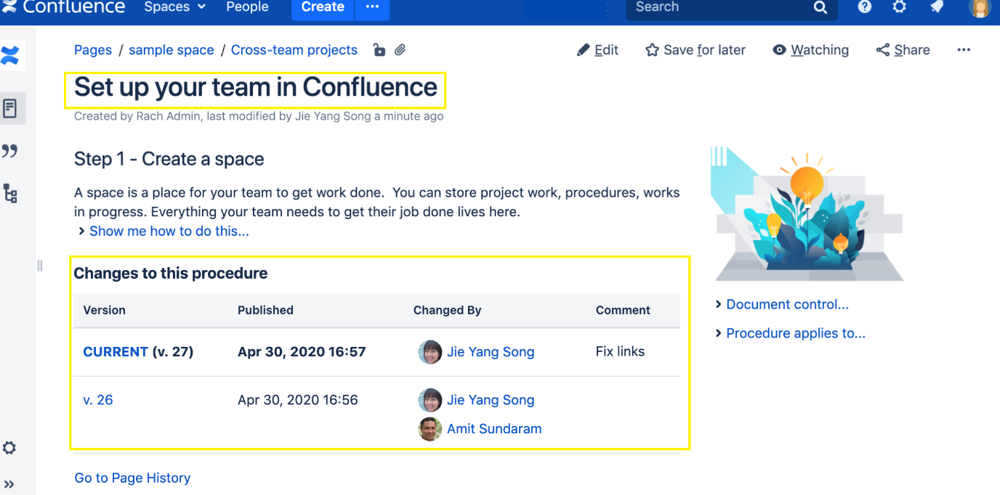 Confluence Spaces People Create ··· Search
Pages / sample space / Cross-team projects
Edit Save for later Watching Share ···
Set up your team in Confluence
Created by Rach Admin, last modified by Jie Yang Song a minute ago
Step 1 - Create a space
A space is a place for your team to get work done. You can store project work, procedures, works
in progress. Everything your team needs to get their job done lives here.
Show me how to do this...
Changes to this procedure
Version Published Changed By Comment
CURRENT (v. 27) Apr 30, 2020 16:57 Jie Yang Song Fix links
v. 26 Apr 30, 2020 16:56 Jie Yang Song
Amit Sundaram
Go to Page History
Document control...
Procedure applies to...